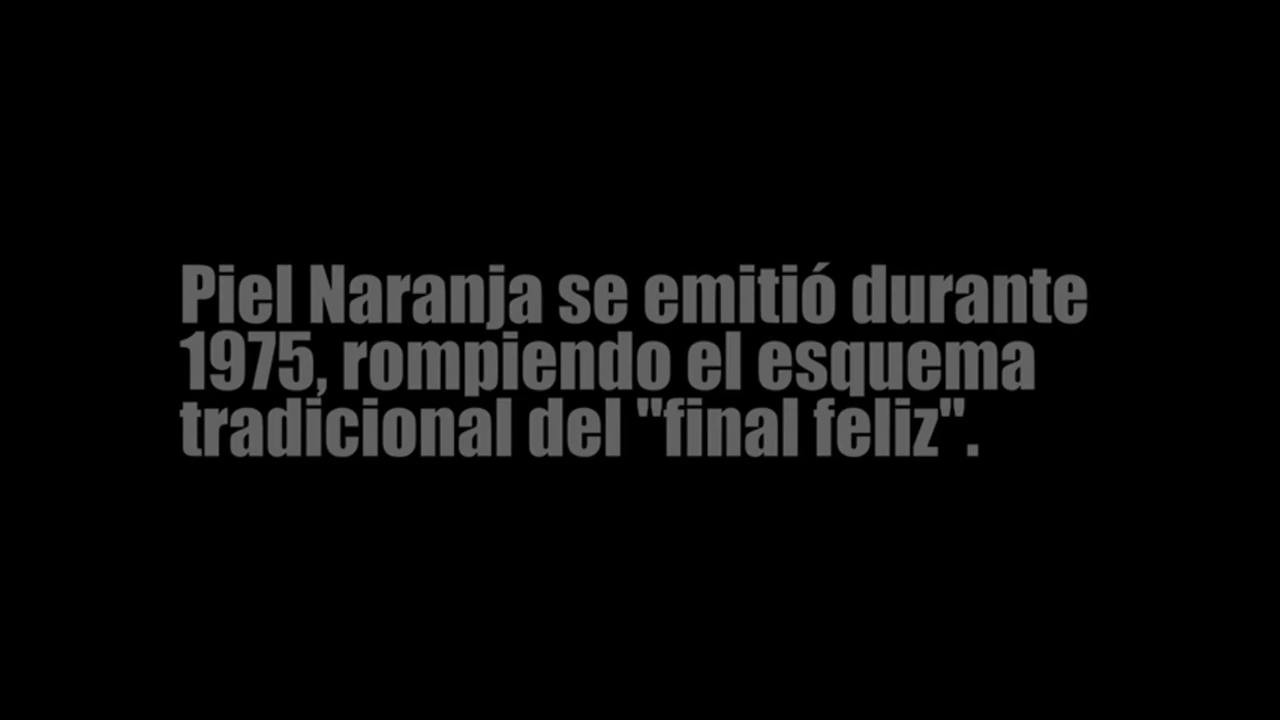 Piel Naranja se emitió durante
1975, rompiendo el esquema
tradicional del "final feliz".